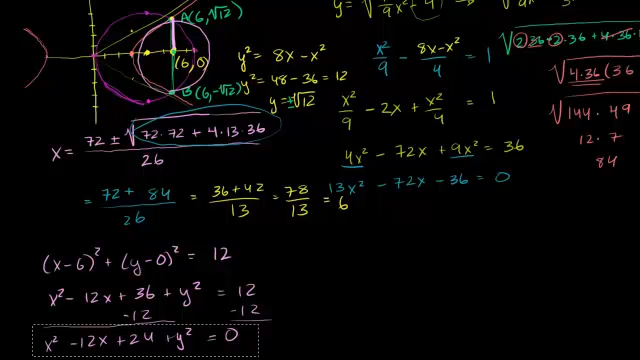 A(6,√12)
(6,0)
B(6,-√12)
y² = 8x - x²
y² = 48 - 36 = 12
y = ±√12
x²/9 - (8x-x²)/4 = 1
x²/9 - 2x + x²/4 = 1
4x² - 72x + 9x² = 36
13x² - 72x - 36 = 0
√(4·36)(36
√144·49
12·7
84
x = (72 ± √(72·72 + 4·13·36))/26
= (72 + 84)/26 = (36+42)/13 = 78/13 = 6
(x-6)² + (y-0)² = 12
x² - 12x + 36 + y² = 12
-12 -12
x² - 12x + 24 + y² = 0